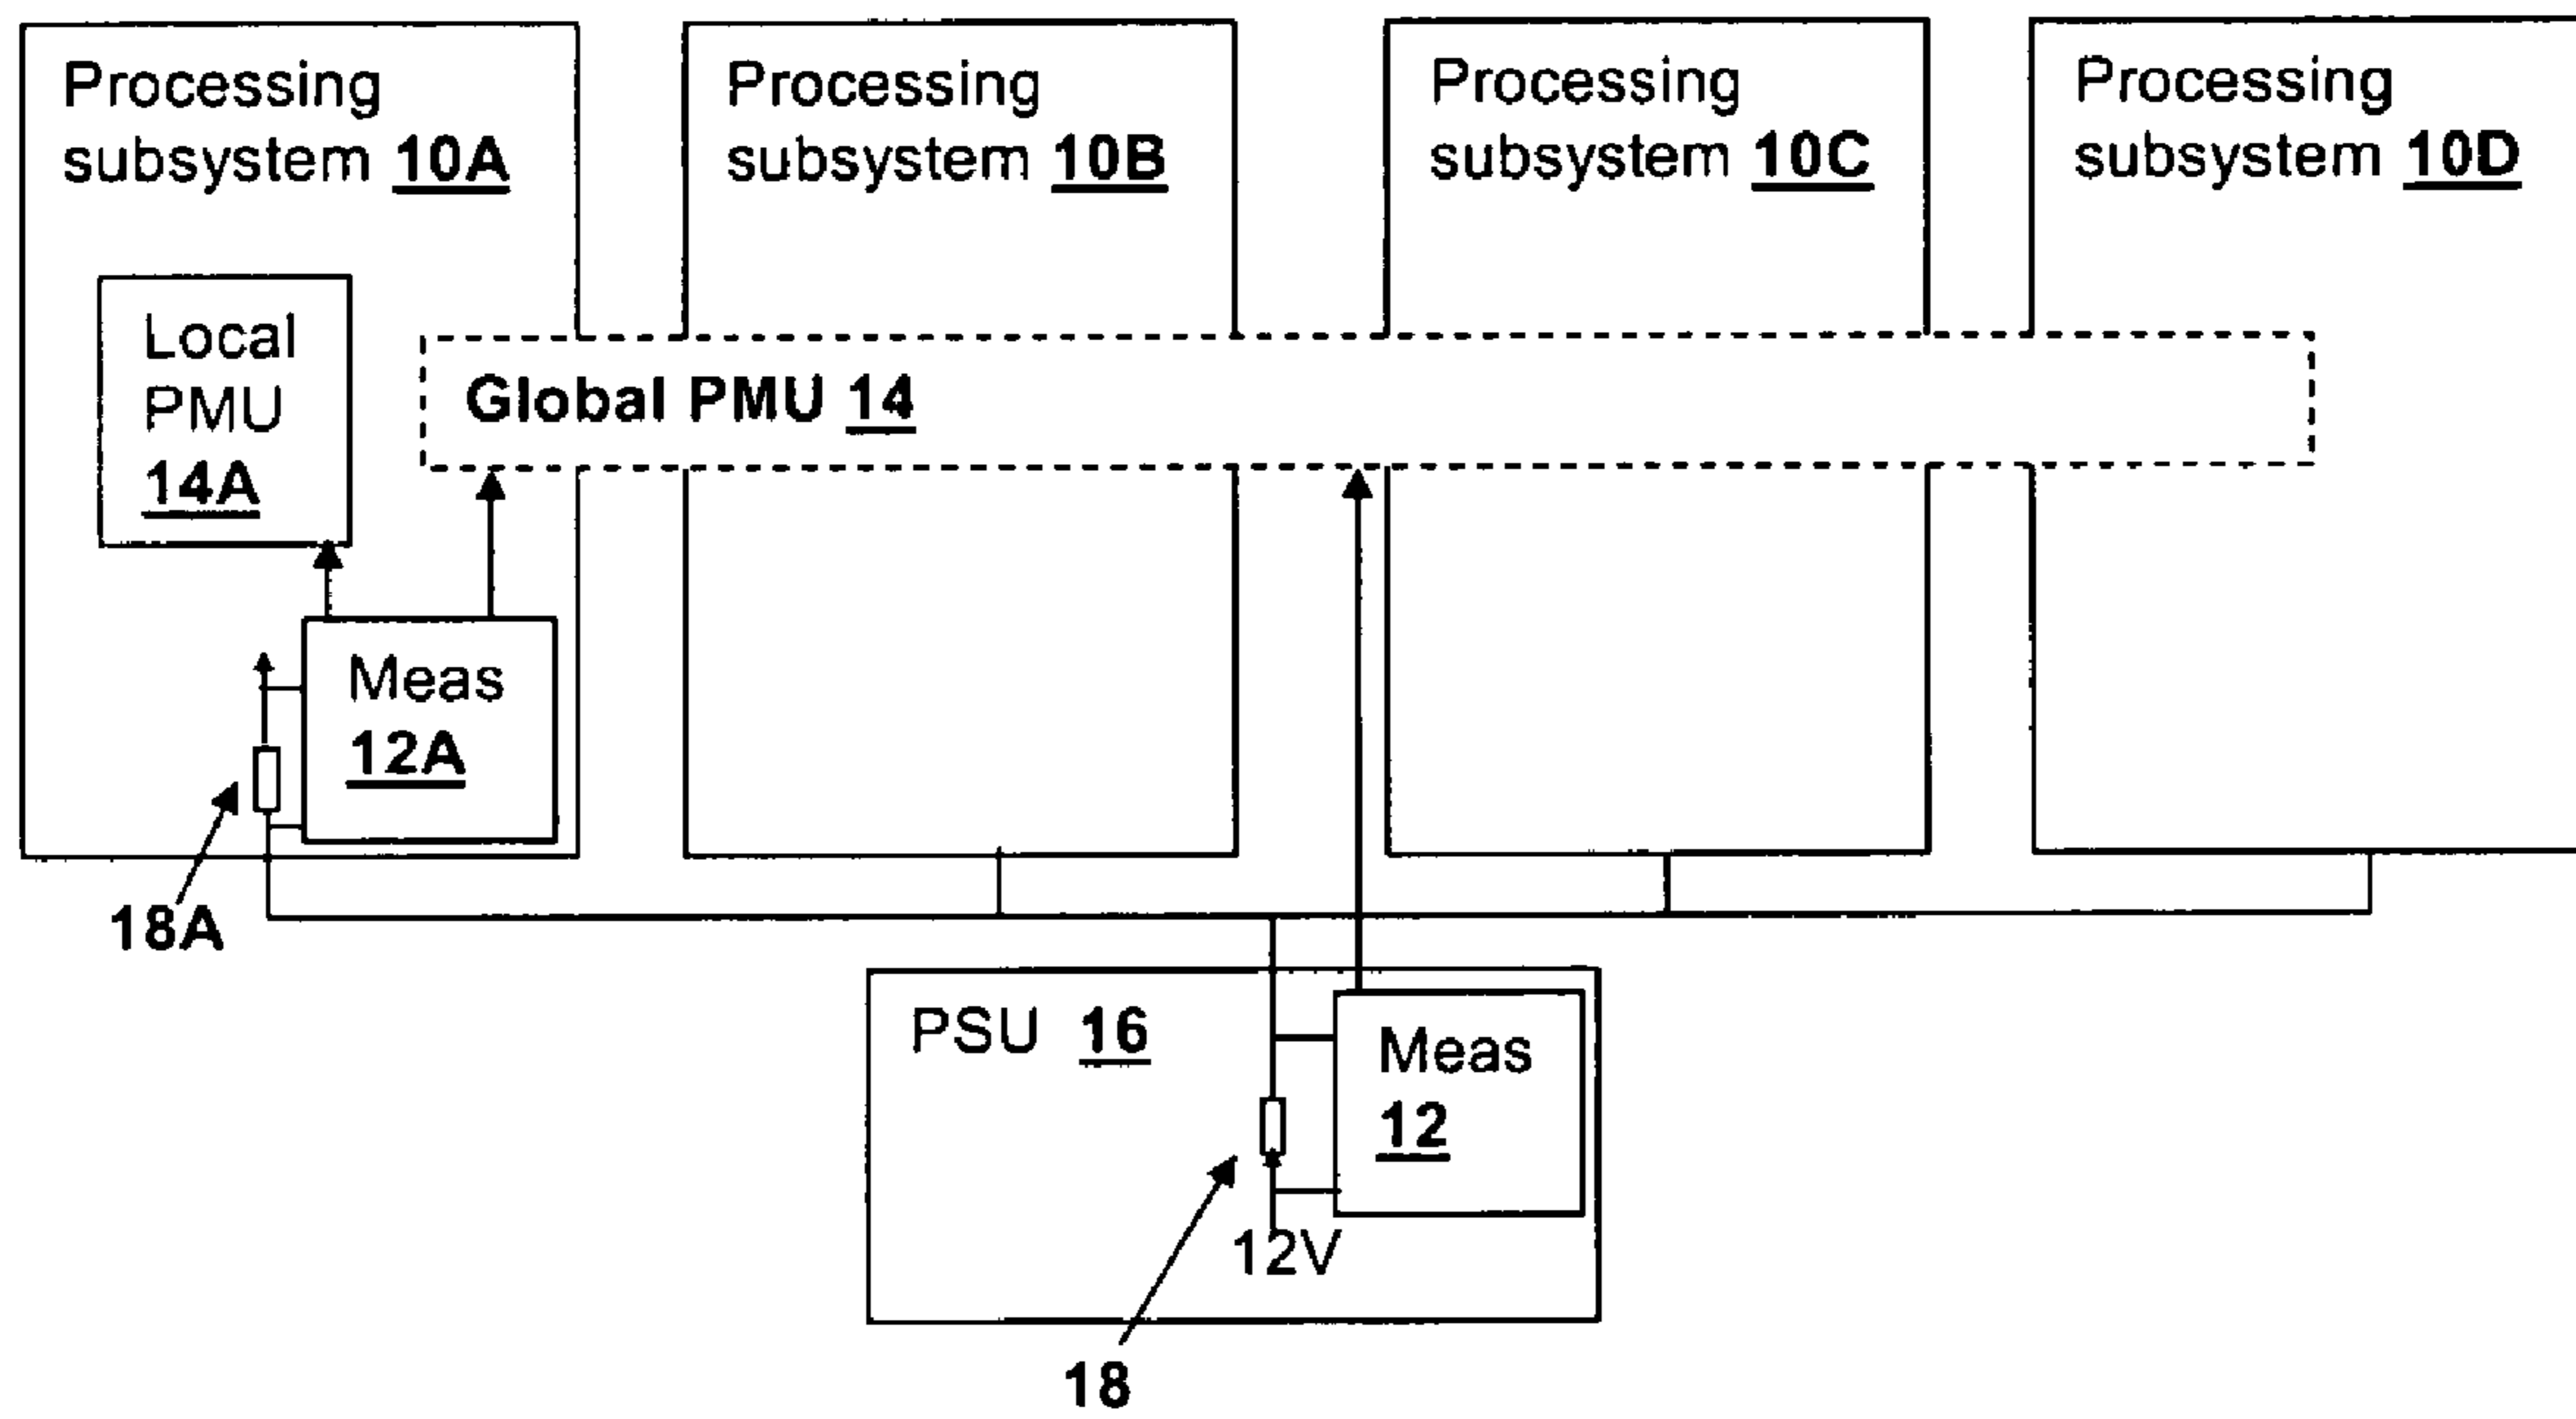 Processing
subsystem 10A
Processing
subsystem 10B
Processing
subsystem 10C
Processing
subsystem 10D
Local
PMU
14A
Global PMU 14
Meas
12A
18A
PSU 16
Meas
12
12V
18